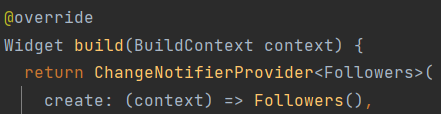 @override
Widget build(BuildContext context) {
return ChangeNotifierProvider<Followers>(
create: (context) => Followers(),